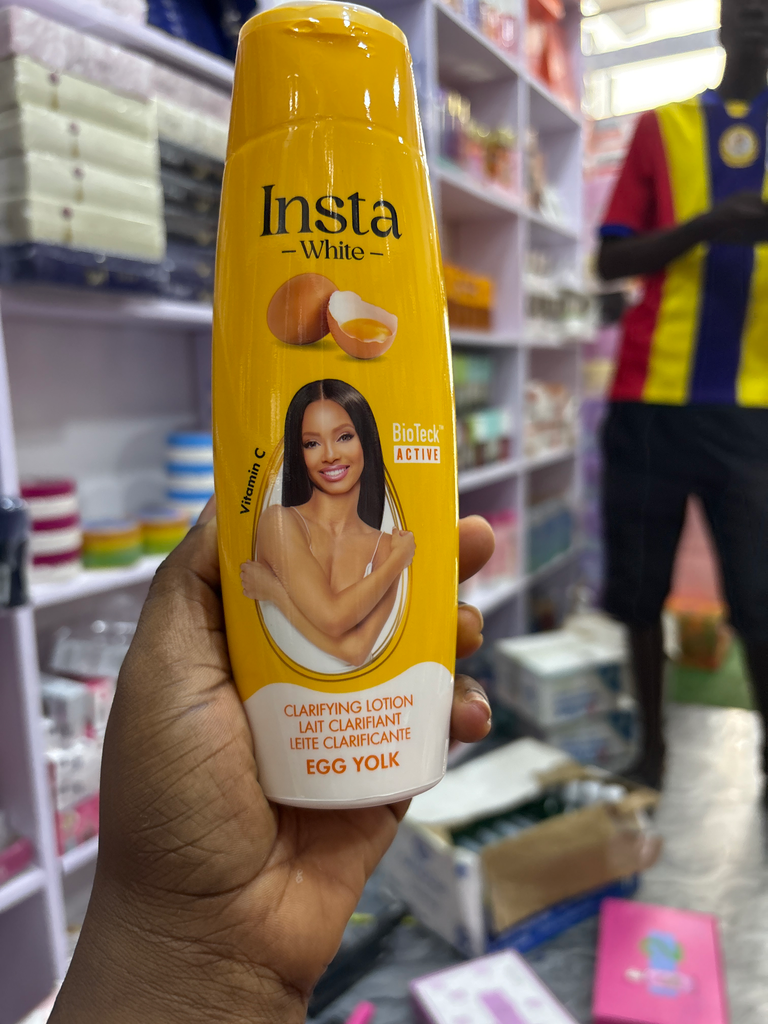 Insta
– White –
BioTeck™
ACTIVE
Vitamin C
CLARIFYING LOTION
LAIT CLARIFIANT
LEITE CLARIFICANTE
EGG YOLK